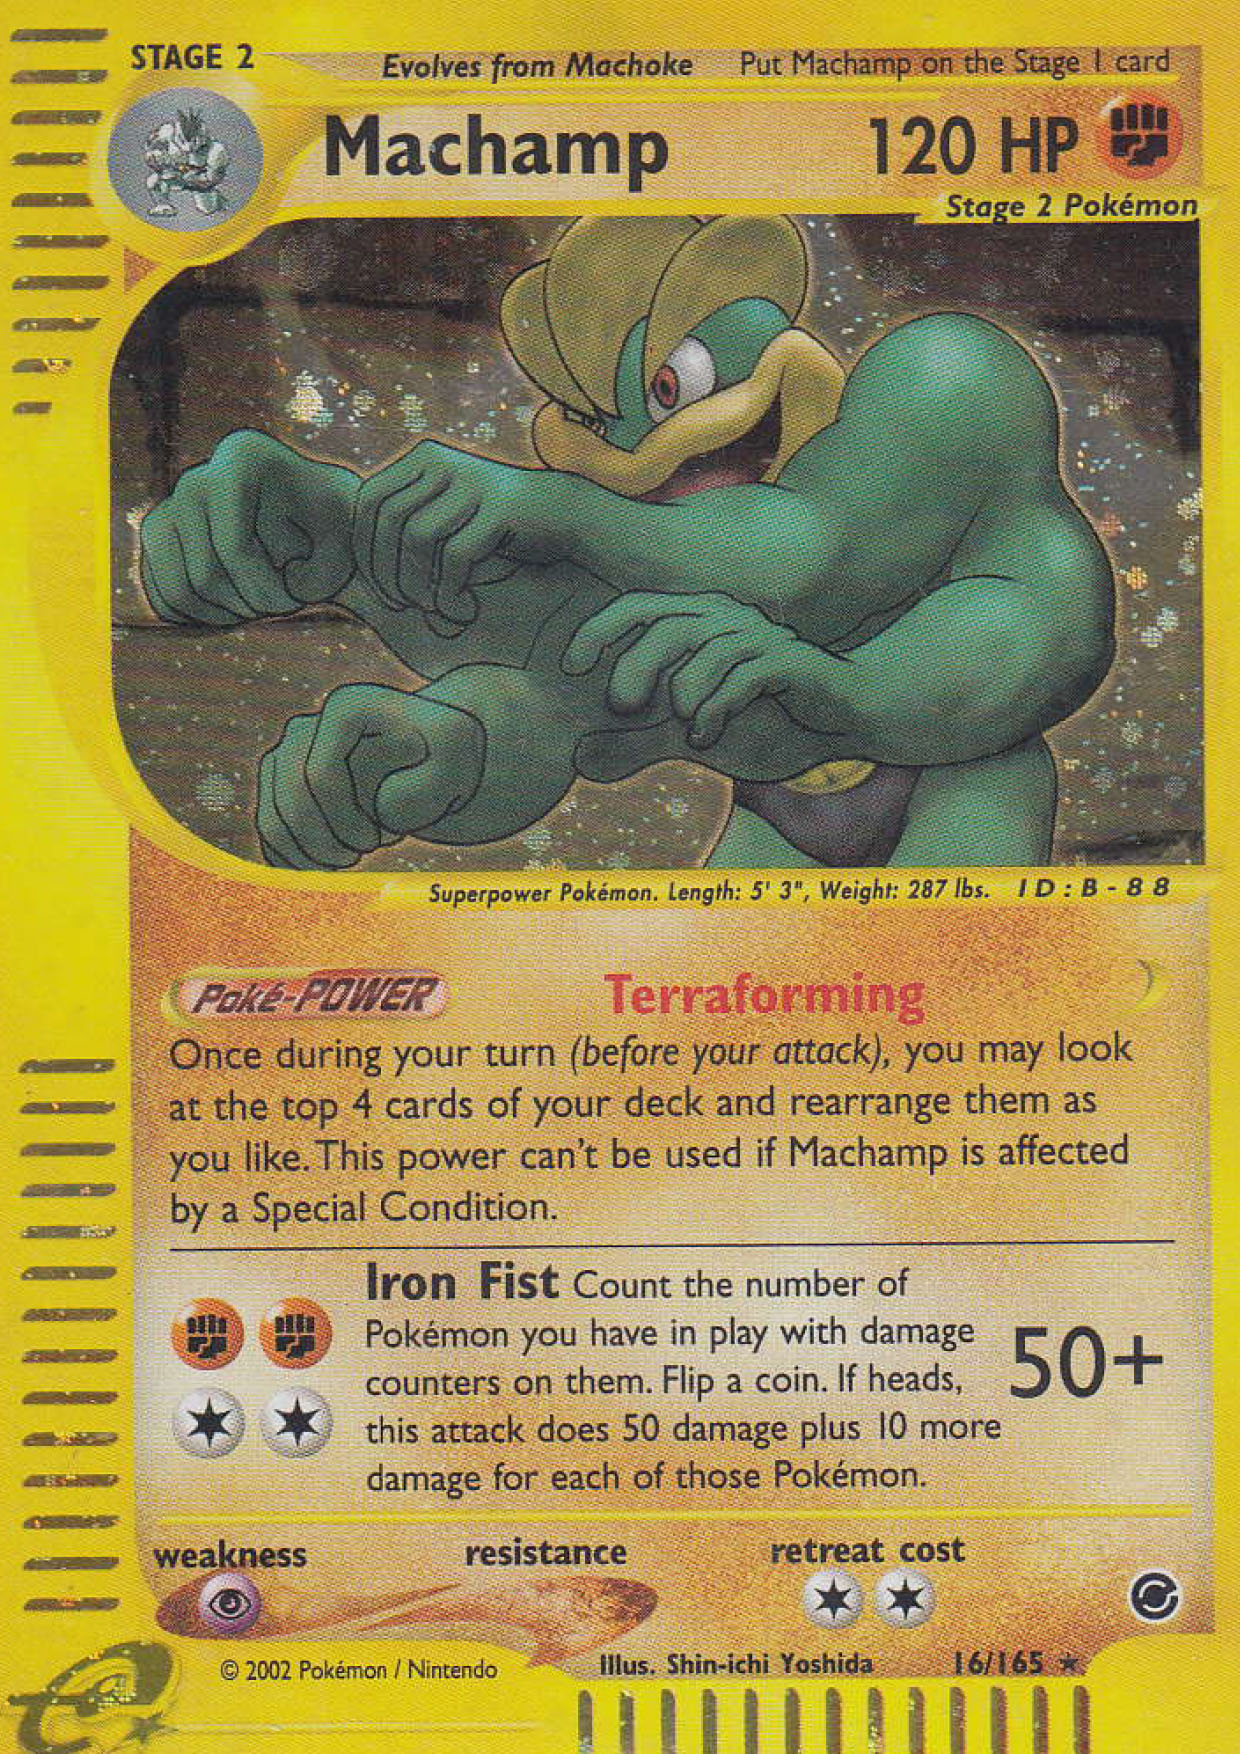 STAGE 2
Evolves from Machoke Put Machamp on the Stage 1 card
Machamp 120 HP
Stage 2 Pokémon
Superpower Pokémon. Length: 5' 3", Weight: 287 lbs. ID:B-88
Poké-POWER Terraforming
Once during your turn (before your attack), you may look
at the top 4 cards of your deck and rearrange them as
you like. This power can't be used if Machamp is affected
by a Special Condition.
Iron Fist Count the number of
Pokémon you have in play with damage
counters on them. Flip a coin. If heads,
this attack does 50 damage plus 10 more
damage for each of those Pokémon.
50+
weakness resistance retreat cost
© 2002 Pokémon / Nintendo Illus. Shin-ichi Yoshida 16/165 ★